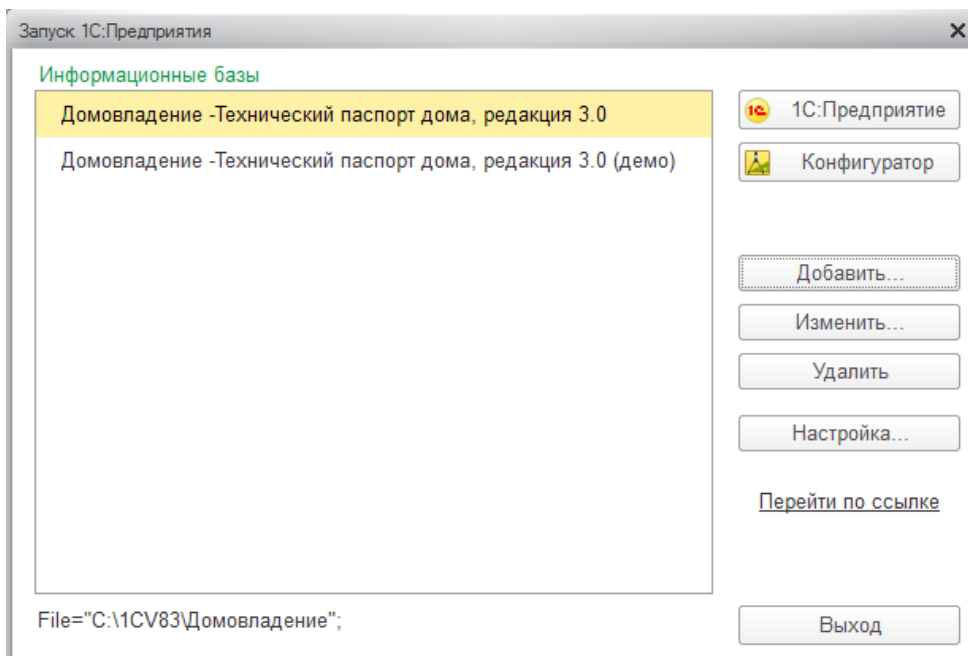 Запуск 1С:Предприятия
Информационные базы
Домовладение -Технический паспорт дома, редакция 3.0
Домовладение -Технический паспорт дома, редакция 3.0 (демо)
1С:Предприятие
Конфигуратор
Добавить...
Изменить...
Удалить
Настройка...
Перейти по ссылке
File="C:\1CV83\Домовладение";
Выход